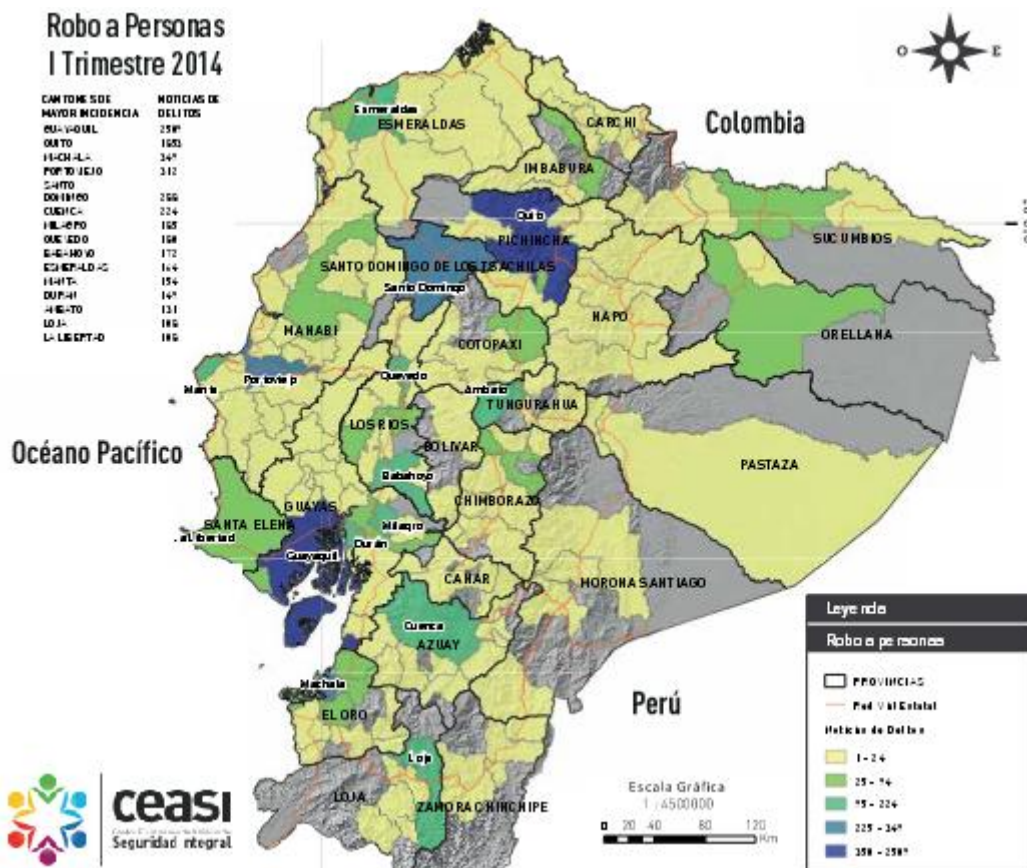 Robo a Personas
I Trimestre 2014
CANTONES DE MAYOR INCIDENCIA
NOTICIAS DE DELITOS
GUAYAQUIL
QUITO
MACHALA
PORTOVIEJO 312
SANTO DOMINGO
CUENCA 224
MILAGRO
QUEVEDO
BABAHOYO 172
ESMERALDAS
MANTA
DURAN
AMBATO
LOJA
LA LIBERTAD
O
E
Colombia
Océano Pacífico
Perú
Esmeraldas
ESMERALDAS
CARCHI
IMBABURA
SUCUMBIOS
Quito
PICHINCHA
SANTO DOMINGO DE LOS TSACHILAS
Santo Domingo
NAPO
ORELLANA
MANABI
COTOPAXI
Manta
Portoviejo
Quevedo
Ambato
TUNGURAHUA
LOS RIOS
BOLIVAR
PASTAZA
Babahoyo
CHIMBORAZO
GUAYAS
SANTA ELENA
Milagro
La Libertad
Durán
Guayaquil
CAÑAR
MORONA SANTIAGO
Cuenca
AZUAY
Machala
EL ORO
Loja
LOJA
ZAMORA CHINCHIPE
Leyenda
Robo a personas
PROVINCIAS
Red Vial Estatal
Noticias de Delitos
1 - 24
25 - 94
95 - 224
Escala Gráfica
1 : 4500000
0 20 40 80 120
Km
ceasi
Seguridad Integral